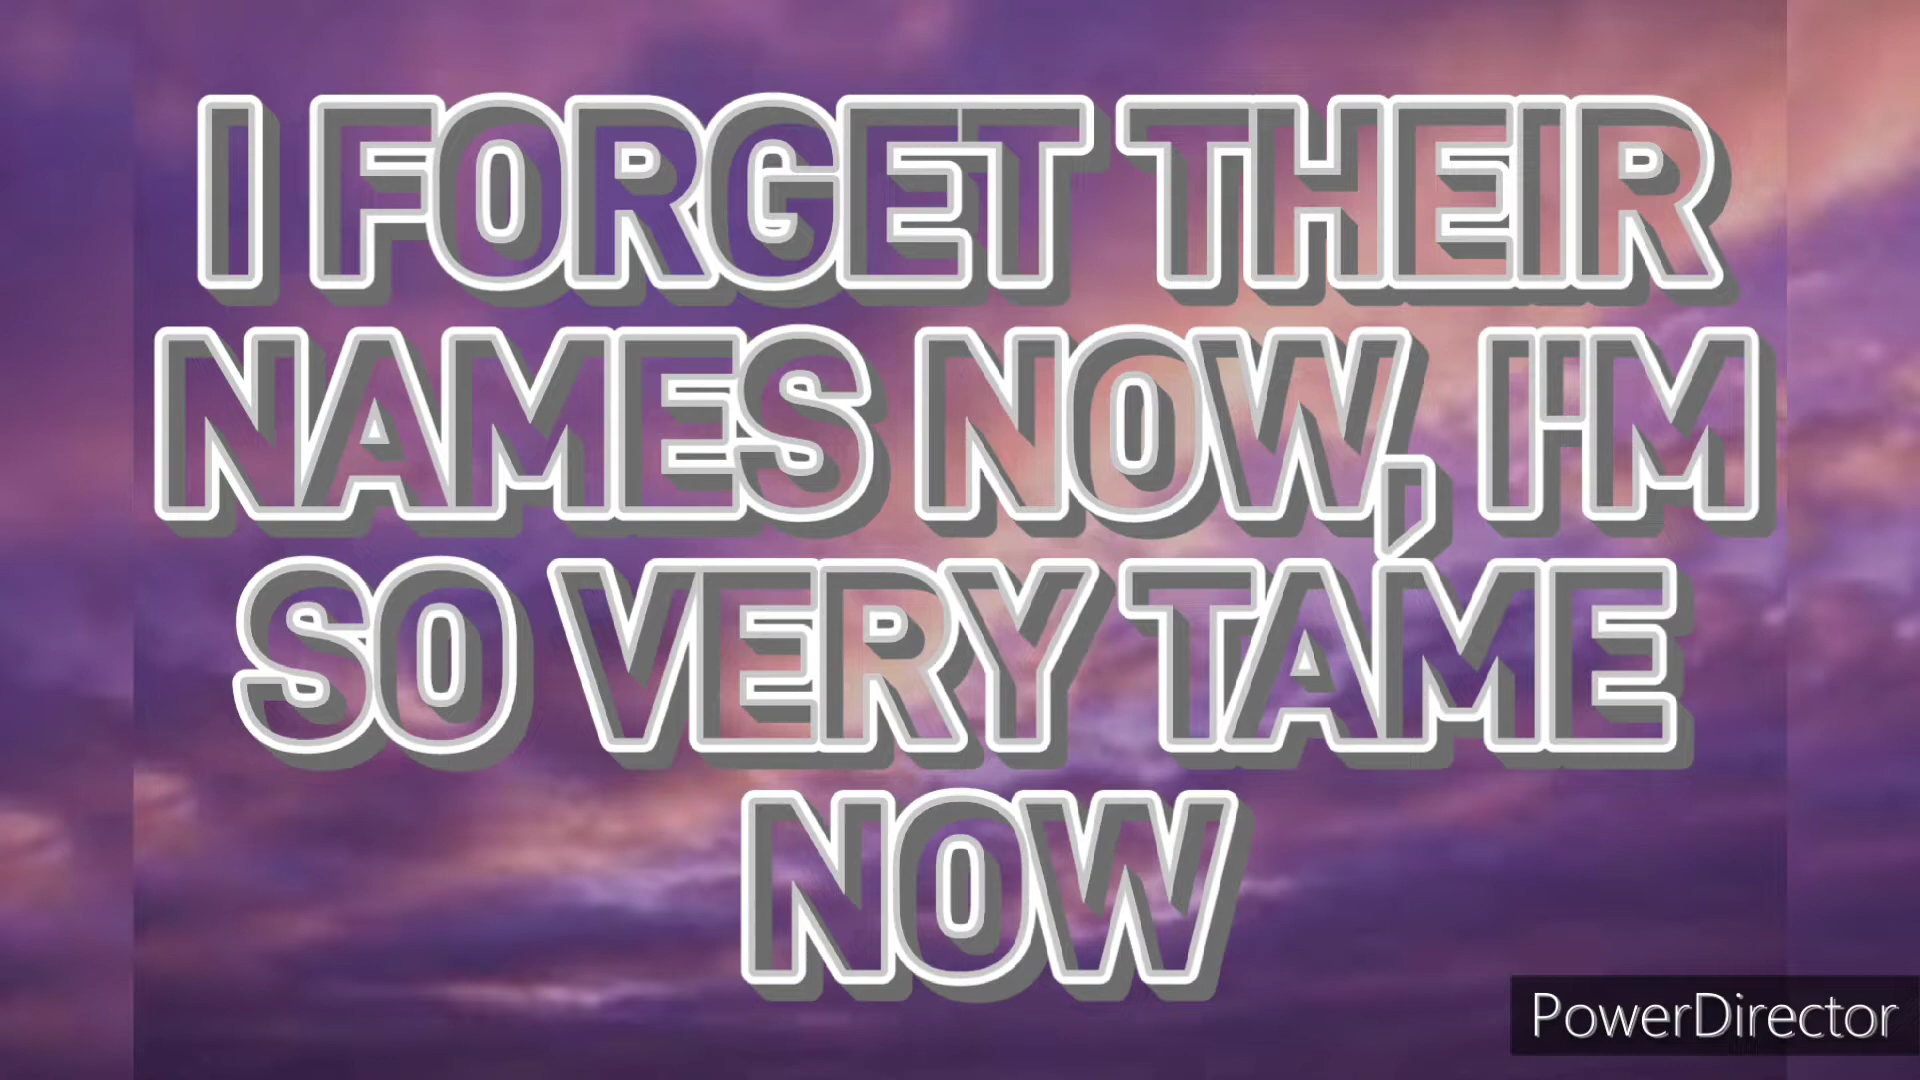 I FORGET THEIR
NAMES NOW, I'M
SO VERY TAME
NOW
PowerDirector